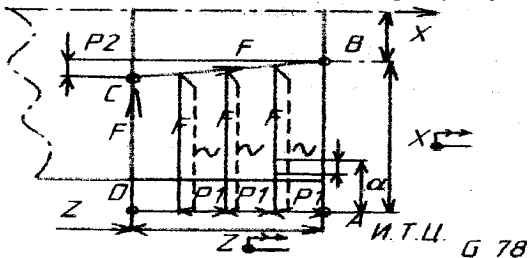 P2 F B X
C
F F F F X
~ ~ ~
D P1 P1 P1 α
Z A
Z И.Т.Ц.
G 78